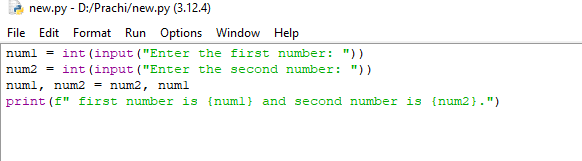 new.py - D:/Prachi/new.py (3.12.4)
File Edit Format Run Options Window Help
num1 = int(input("Enter the first number: "))
num2 = int(input("Enter the second number: "))
num1, num2 = num2, num1
print(f" first number is {num1} and second number is {num2}.")